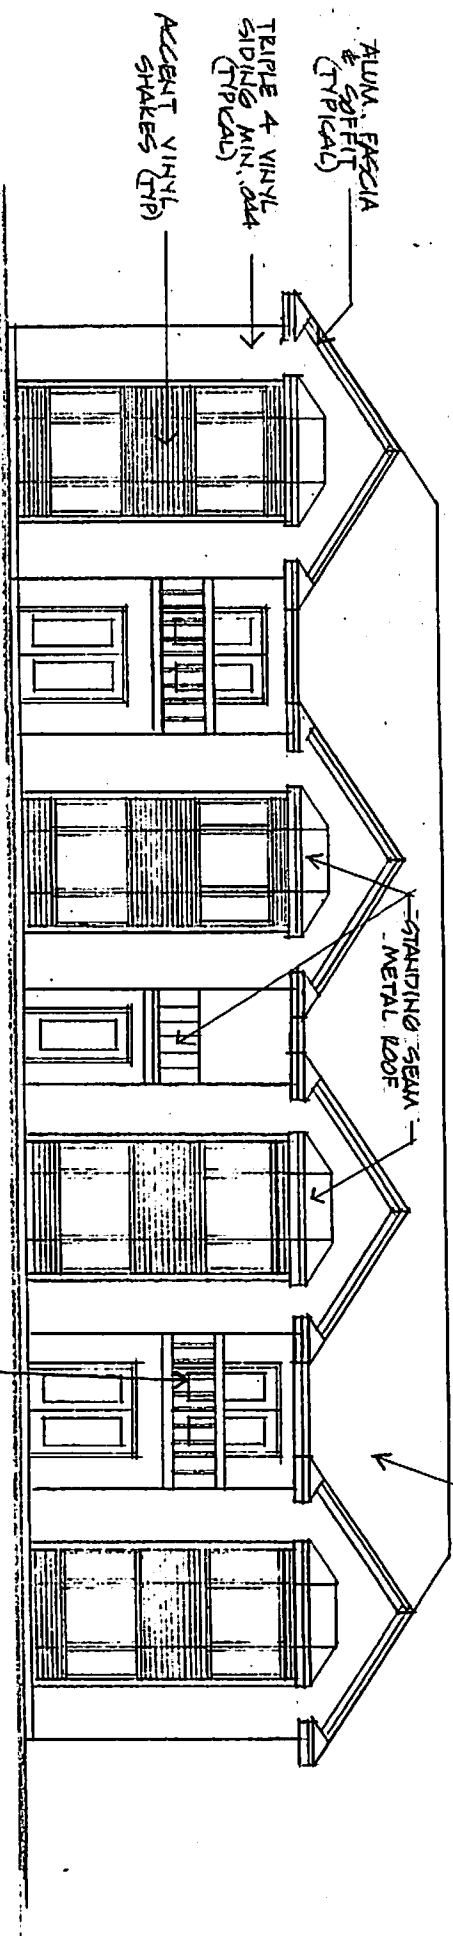 ALUM. FASCIA
& SOFFIT
(TYPICAL)
TRIPLE 4 VINYL
SIDING MIN. .044
(TYPICAL)
ACCENT VINYL
SHAKES (TYP)
STANDING SEAM
METAL ROOF